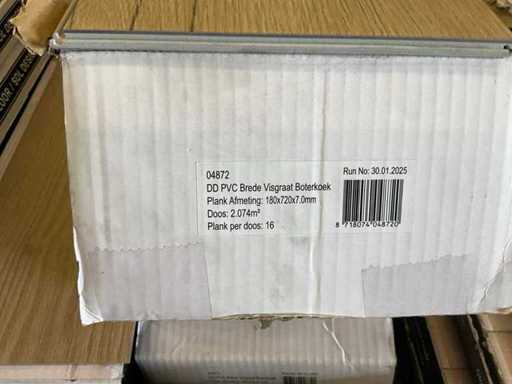 04872
Run No: 30.01.2025
DD PVC Brede Visgraat Boterkoek
Plank Afmeting: 180x720x7.0mm
Doos: 2.074m²
Plank per doos: 16
8 718074 048720